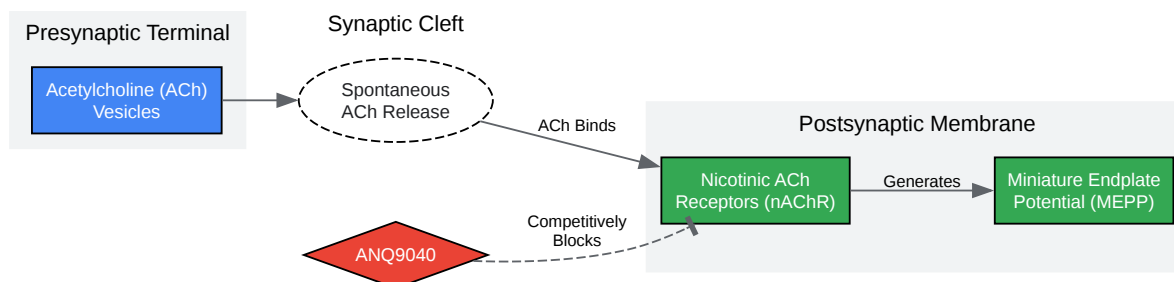 Presynaptic Terminal
Acetylcholine (ACh)
Vesicles
Synaptic Cleft
Spontaneous
ACh Release
ACh Binds
Postsynaptic Membrane
Nicotinic ACh
Receptors (nAChR)
Generates
Miniature Endplate
Potential (MEPP)
Competitively
Blocks
ANQ9040